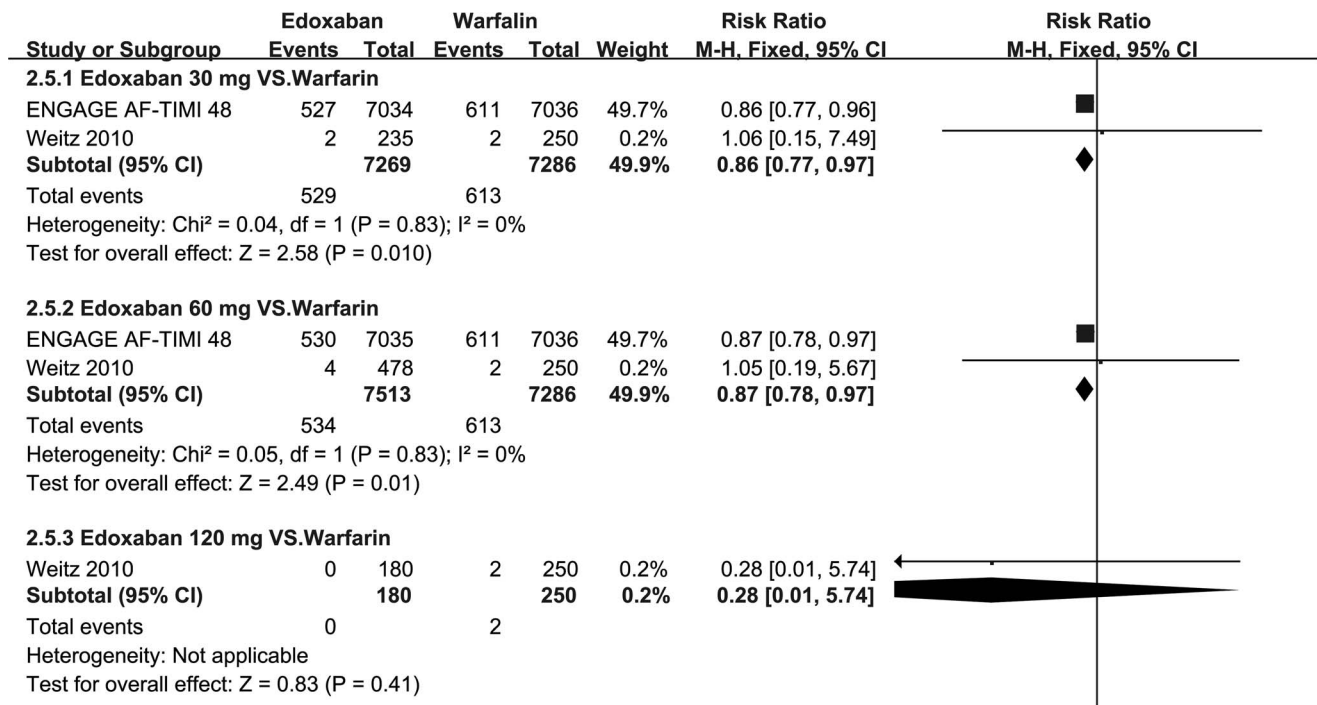 Edoxaban Warfalin Risk Ratio Risk Ratio
Study or Subgroup Events Total Events Total Weight M-H, Fixed, 95% CI M-H, Fixed, 95% CI
2.5.1 Edoxaban 30 mg VS.Warfarin
ENGAGE AF-TIMI 48 527 7034 611 7036 49.7% 0.86 [0.77, 0.96]
Weitz 2010 2 235 2 250 0.2% 1.06 [0.15, 7.49]
Subtotal (95% CI) 7269 7286 49.9% 0.86 [0.77, 0.97]
Total events 529 613
Heterogeneity: Chi² = 0.04, df = 1 (P = 0.83); I² = 0%
Test for overall effect: Z = 2.58 (P = 0.010)
2.5.2 Edoxaban 60 mg VS.Warfarin
ENGAGE AF-TIMI 48 530 7035 611 7036 49.7% 0.87 [0.78, 0.97]
Weitz 2010 4 478 2 250 0.2% 1.05 [0.19, 5.67]
Subtotal (95% CI) 7513 7286 49.9% 0.87 [0.78, 0.97]
Total events 534 613
Heterogeneity: Chi² = 0.05, df = 1 (P = 0.83); I² = 0%
Test for overall effect: Z = 2.49 (P = 0.01)
2.5.3 Edoxaban 120 mg VS.Warfarin
Weitz 2010 0 180 2 250 0.2% 0.28 [0.01, 5.74]
Subtotal (95% CI) 180 250 0.2% 0.28 [0.01, 5.74]
Total events 0 2
Heterogeneity: Not applicable
Test for overall effect: Z = 0.83 (P = 0.41)